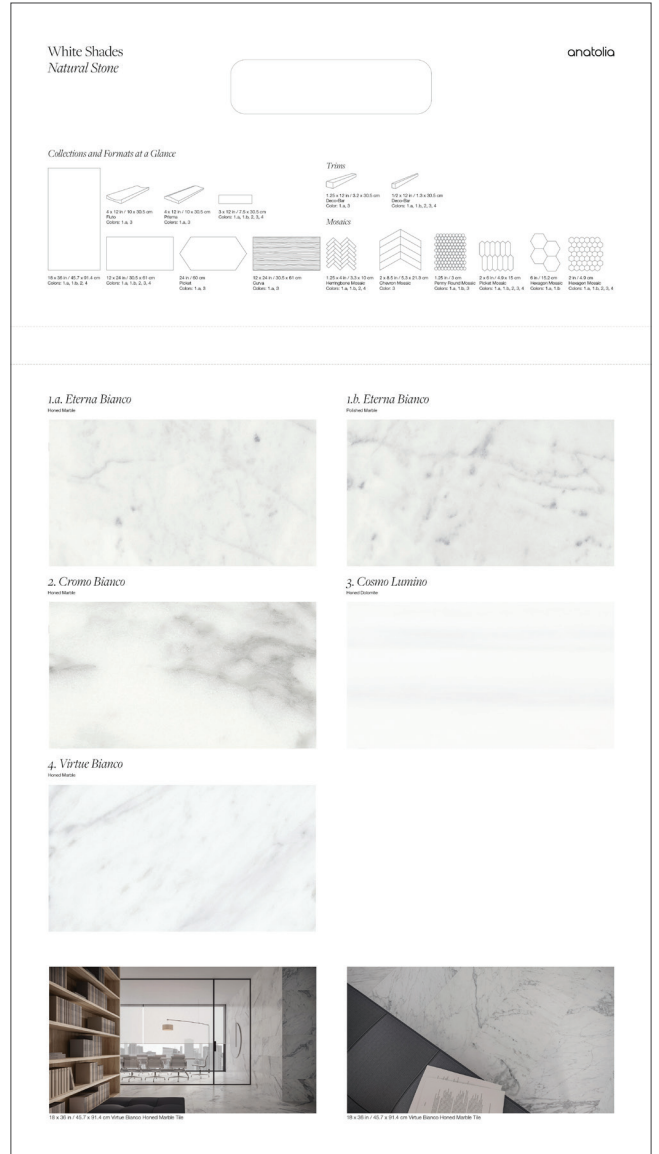 White Shades
Natural Stone
anatolia
Collections and Formats at a Glance
4 x 12 in / 10 x 30.5 cm
Fluto
Colors: 1.a, 3
4 x 12 in / 10 x 30.5 cm
Prisma
Colors: 1.a, 3
3 x 12 in / 7.5 x 30.5 cm
Colors: 1.a, 1.b, 2, 3, 4
18 x 36 in / 45.7 x 91.4 cm
Colors: 1.a, 1.b, 2, 4
12 x 24 in / 30.5 x 61 cm
Colors: 1.a, 1.b, 2, 3, 4
24 in / 60 cm
Picket
Colors: 1.a, 3
12 x 24 in / 30.5 x 61 cm
Curva
Colors: 1.a, 3
Trims
1.25 x 12 in / 3.2 x 30.5 cm
Deco-Bar
Color: 1.a, 3
1/2 x 12 in / 1.3 x 30.5 cm
Deco-Bar
Colors: 1.a, 1.b, 2, 3, 4
Mosaics
1.25 x 4 in / 3.3 x 10 cm
Herringbone Mosaic
Colors: 1.a, 1.b, 2, 4
2 x 8.5 in / 5.3 x 21.3 cm
Chevron Mosaic
Color: 3
1.25 in / 3 cm
Penny Round Mosaic
Colors: 1.a, 1.b, 3
2 x 6 in / 4.9 x 15 cm
Picket Mosaic
Colors: 1.a, 1.b, 2, 3, 4
6 in / 15.2 cm
Hexagon Mosaic
Colors: 1.a, 1.b
2 in / 4.9 cm
Hexagon Mosaic
Colors: 1.a, 1.b, 2, 3, 4
1.a. Eterna Bianco
Honed Marble
1.b. Eterna Bianco
Polished Marble
2. Cromo Bianco
Honed Marble
3. Cosmo Lumino
Honed Dolomite
4. Virtue Bianco
Honed Marble
18 x 36 in / 45.7 x 91.4 cm Virtue Bianco Honed Marble Tile
18 x 36 in / 45.7 x 91.4 cm Virtue Bianco Honed Marble Tile